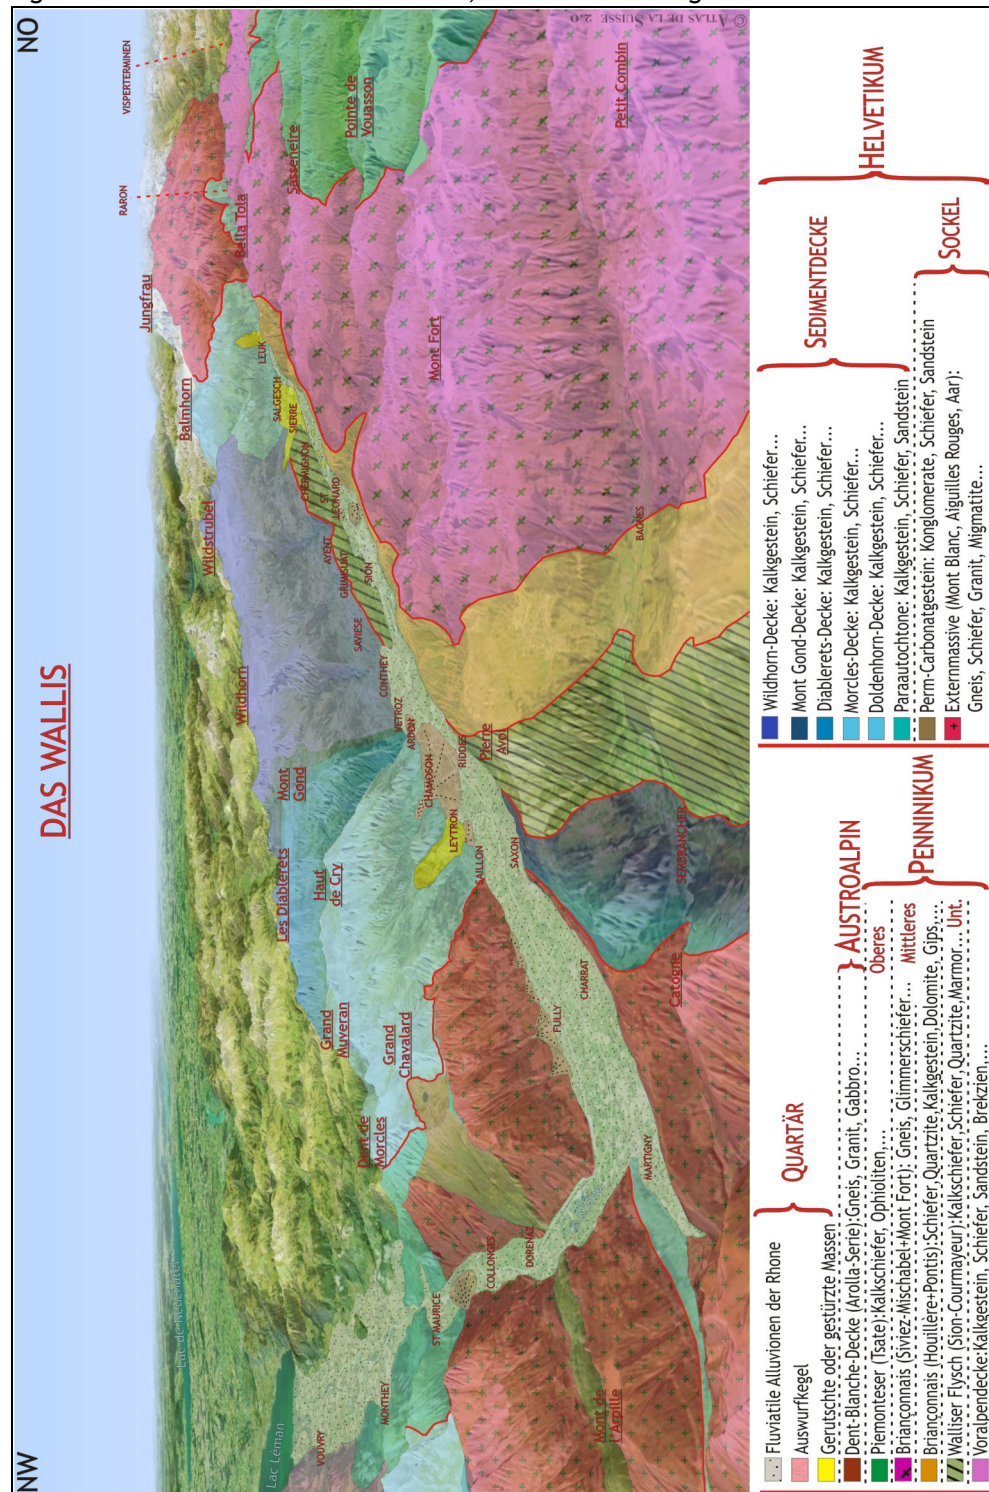 DAS WALLIS
NW
NO
© ATLAS DE LA SUISSE 2.0
VISPERTERMINEN
RARON
Jungfrau
Balmhorn
Wildstrubel
Wildhorn
Mont
Gond
Les Diablerets
Haut
de Cry
Grand
Muveran
Grand
Chavalard
Dent de
Morcles
Bella Tola
Sasseneire
Pointe de
Vouasson
Petit Combin
Mont Fort
Pierre
Avoi
Catogne
Mont de
l'Arpille
Lac Léman
VOUVRY
MONTHEY
ST MAURICE
COLLONGES
DORENAZ
MARTIGNY
FULLY
CHARRAT
SAXON
SAILLON
LEYTRON
CHAMOSON
RIDDES
ARDON
VETROZ
CONTHEY
SAVIESE
SION
GRIMISUAT
AYENT
ST
LEONARD
CHERMIGNON
SIERRE
SALGESCH
LEUK
BAGNES
SEMBRANCHER
Fluviatile Alluvionen der Rhone
Auswurfkegel
QUARTÄR
Gerutschte oder gestürzte Massen
Dent-Blanche-Decke (Arolla-Serie):Gneis, Granit, Gabbro...
AUSTROALPIN
Piemonteser (Tsaté):Kalkschiefer, Ophioliten,...
Oberes
Briançonnais (Siviez-Mischabel+Mont Fort): Gneis, Glimmerschiefer...
Mittleres
Briançonnais (Houillère+Pontis):Schiefer,Quartzite,Kalkgestein,Dolomite, Gips,...
Walliser Flysch (Sion-Courmayeur):Kalkschiefer,Schiefer,Quartzite,Marmor...
Unt.
Voralpendecke:Kalkestein, Schiefer, Sandstein, Brekzien,...
PENNINIKUM
Wildhorn-Decke: Kalkgestein, Schiefer...
Mont Gond-Decke: Kalkgestein, Schiefer...
Diablerets-Decke: Kalkgestein, Schiefer...
Morcles-Decke: Kalkgestein, Schiefer...
Doldenhorn-Decke: Kalkgestein, Schiefer...
Paraautochtone: Kalkgestein, Schiefer, Sandstein
SEDIMENTDECKE
Perm-Carbonatgestein: Konglomerate, Schiefer, Sandstein
Externmassive (Mont Blanc, Aiguilles Rouges, Aar):
Gneis, Schiefer, Granit, Migmatite...
SOCKEL
HELVETIKUM